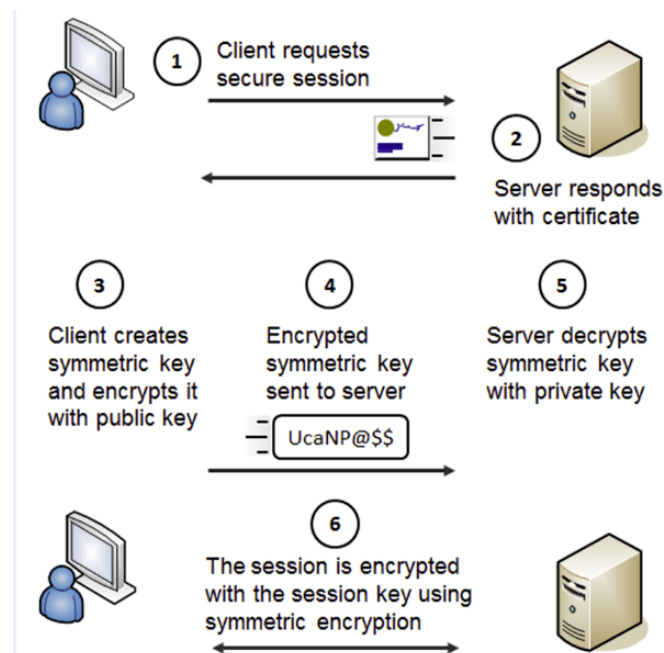 1
Client requests
secure session
2
Server responds
with certificate
3
Client creates
symmetric key
and encrypts it
with public key
4
Encrypted
symmetric key
sent to server
UcaNP@$$
5
Server decrypts
symmetric key
with private key
6
The session is encrypted
with the session key using
symmetric encryption